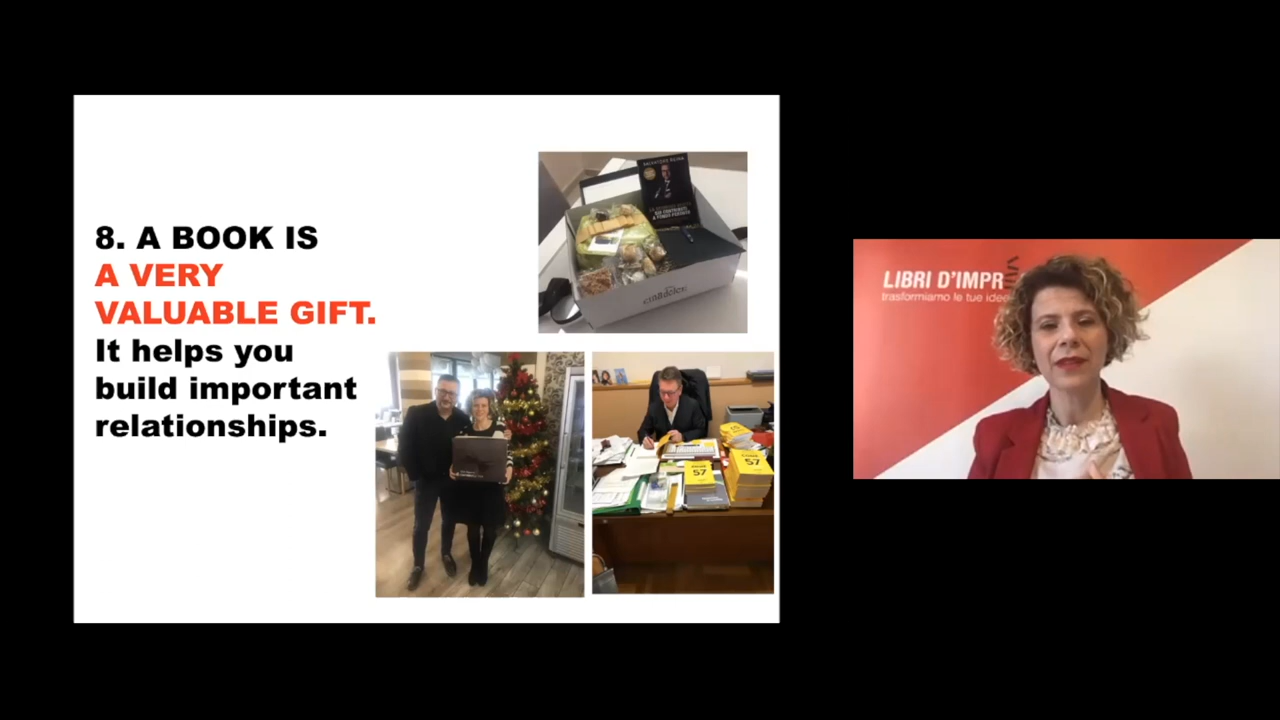 8. A BOOK IS
A VERY
VALUABLE GIFT.
It helps you
build important
relationships.
57
57
LIBRI D'IMPR
trasformiamo le tue idee